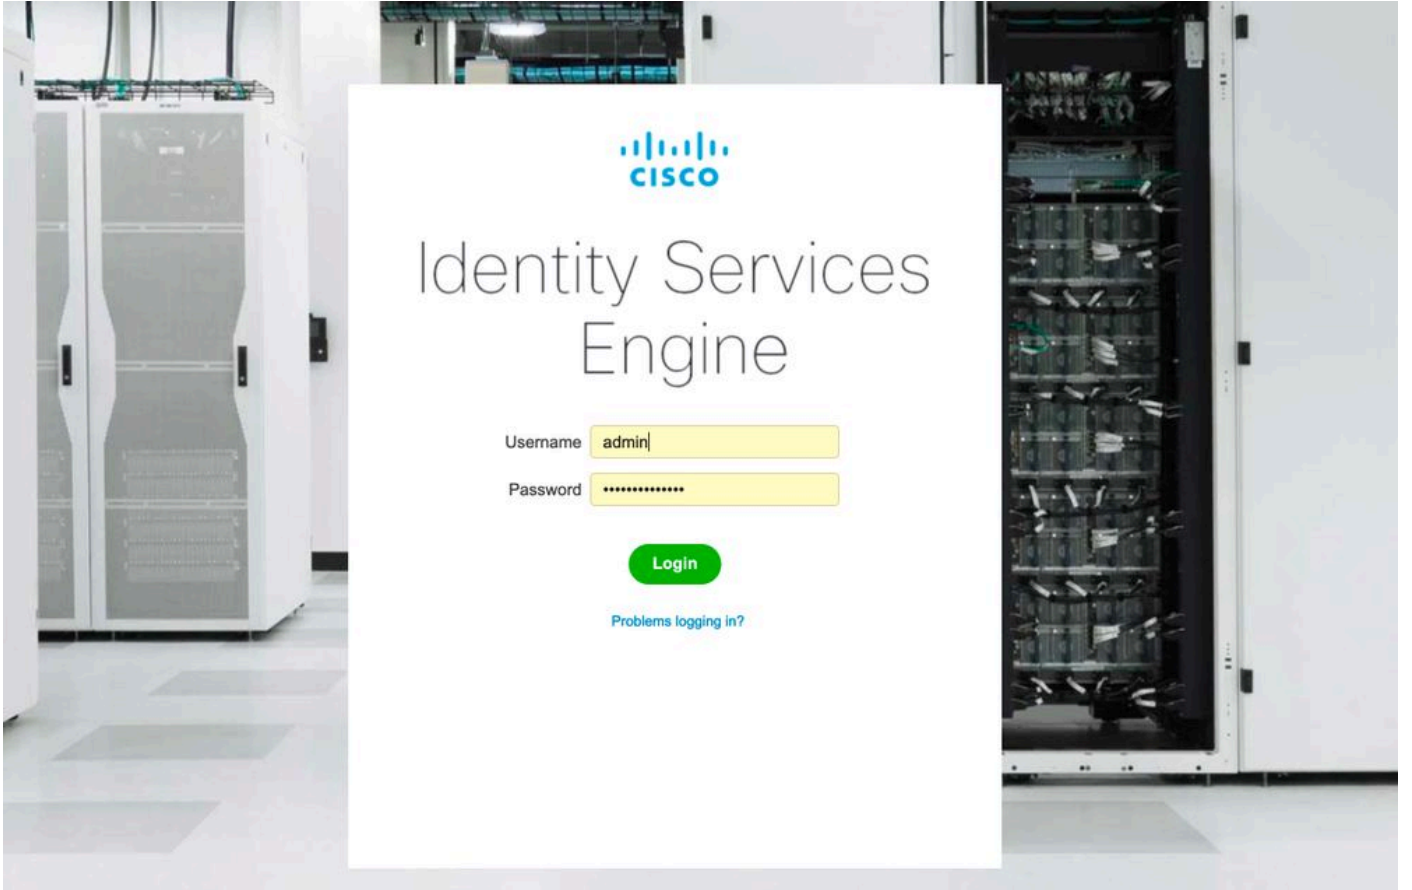 CISCO
Identity Services
Engine
Username admin
Password ••••••••••••••
Login
Problems logging in?